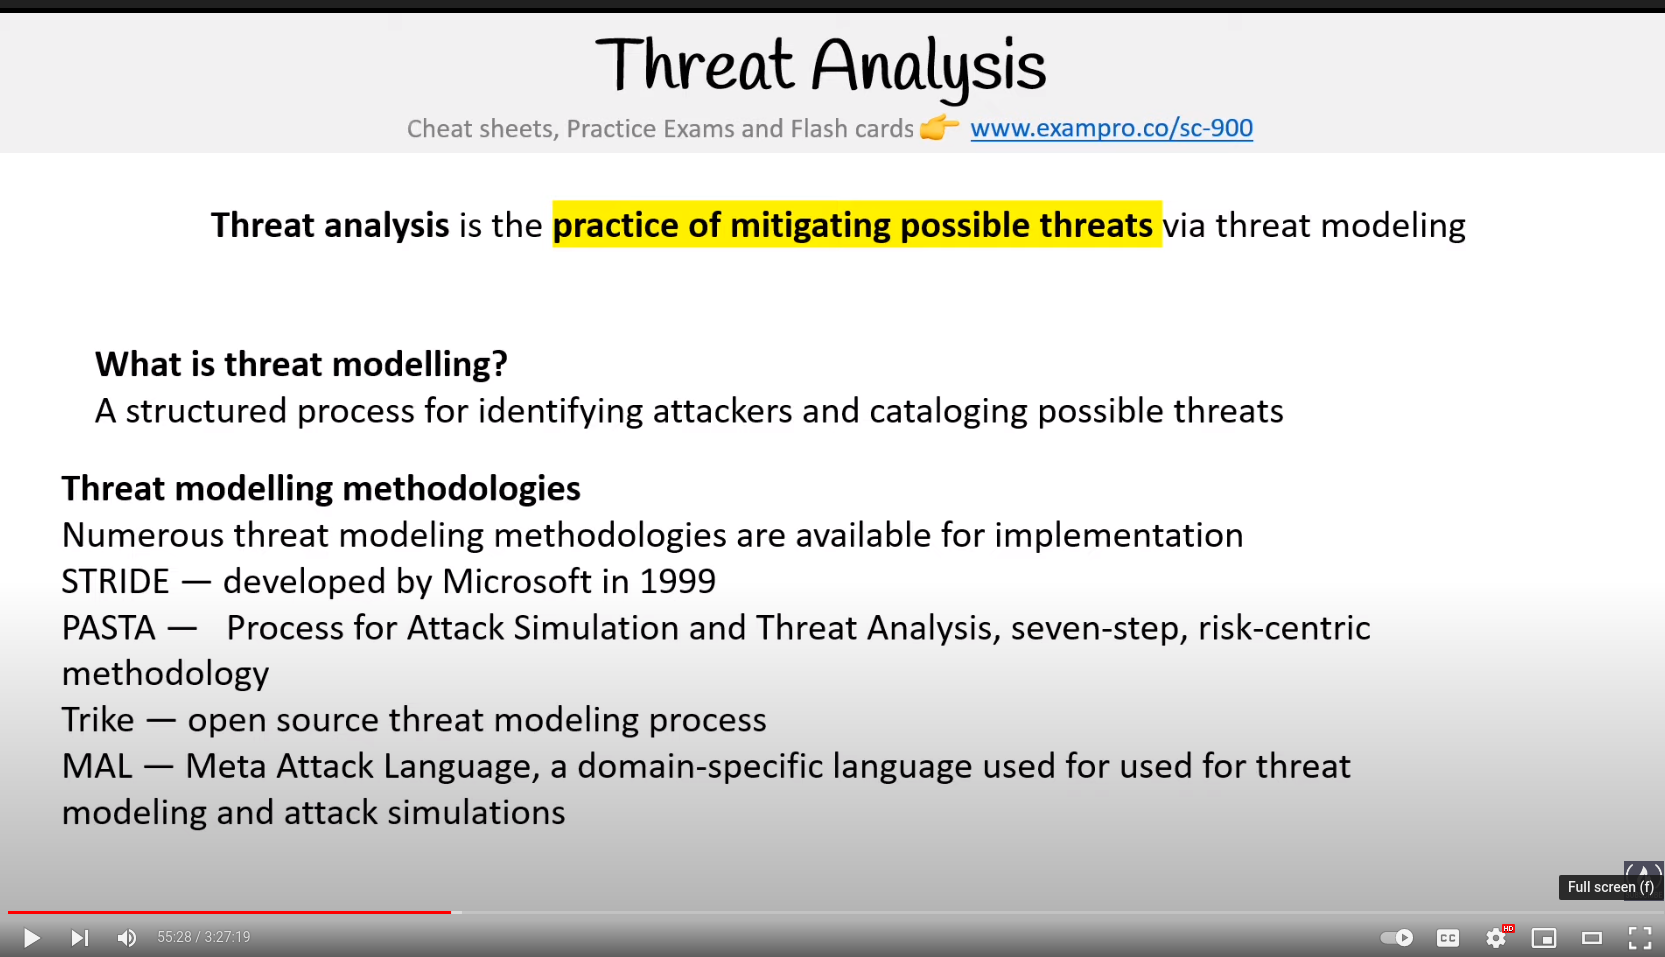 Threat Analysis
Cheat sheets, Practice Exams and Flash cards 👉 www.exampro.co/sc-900
Threat analysis is the practice of mitigating possible threats via threat modeling
What is threat modelling?
A structured process for identifying attackers and cataloging possible threats
Threat modelling methodologies
Numerous threat modeling methodologies are available for implementation
STRIDE — developed by Microsoft in 1999
PASTA — Process for Attack Simulation and Threat Analysis, seven-step, risk-centric
methodology
Trike — open source threat modeling process
MAL — Meta Attack Language, a domain-specific language used for used for threat
modeling and attack simulations
Full screen (f)
55:28 / 3:27:19
CC
HD